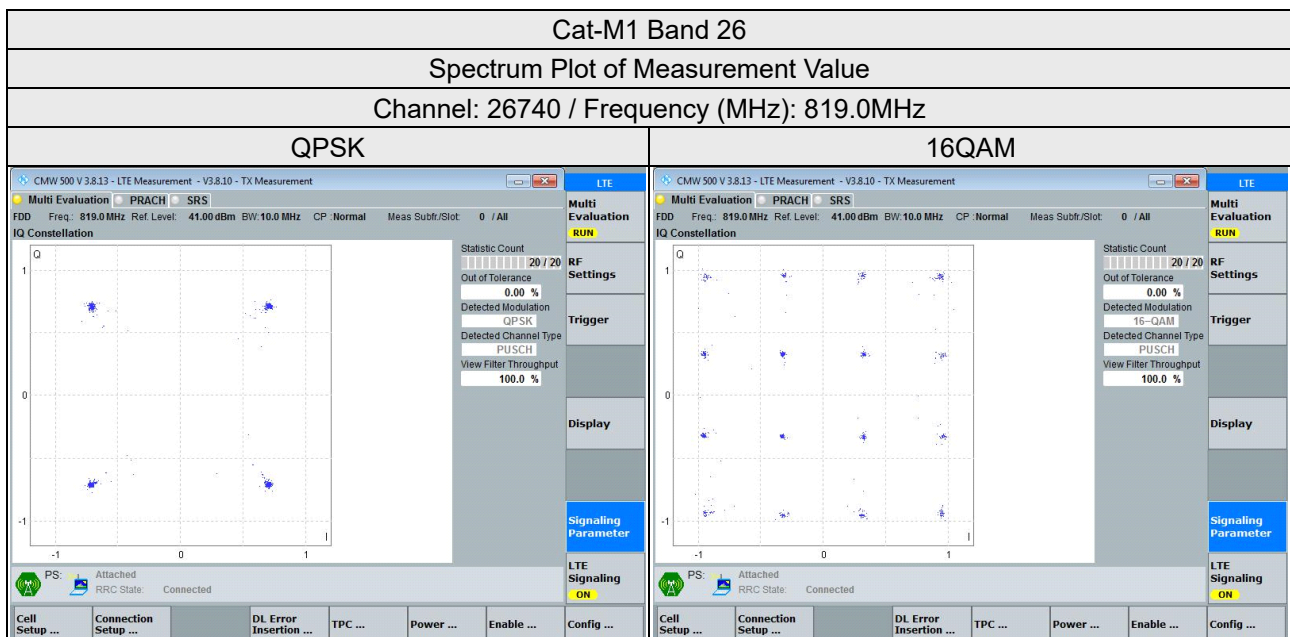 Cat-M1 Band 26
Spectrum Plot of Measurement Value
Channel: 26740 / Frequency (MHz): 819.0MHz
QPSK
16QAM
CMW 500 V 3.8.13 - LTE Measurement - V3.8.10 - TX Measurement
LTE
Multi Evaluation PRACH SRS
Multi Evaluation
RUN
FDD Freq.: 819.0 MHz Ref. Level: 41.00 dBm BW: 10.0 MHz CP :Normal Meas Subfr./Slot: 0 / All
IQ Constellation
Q
1
0
-1
-1 0 1
I
Statistic Count
20 / 20
Out of Tolerance
0.00 %
Detected Modulation
QPSK
Detected Channel Type
PUSCH
View Filter Throughput
100.0 %
RF Settings
Trigger
Display
Signaling Parameter
LTE Signaling
ON
PS: Attached
RRC State: Connected
Cell Setup ... Connection Setup ... DL Error Insertion ... TPC ... Power ... Enable ... Config ...
CMW 500 V 3.8.13 - LTE Measurement - V3.8.10 - TX Measurement
LTE
Multi Evaluation PRACH SRS
Multi Evaluation
RUN
FDD Freq.: 819.0 MHz Ref. Level: 41.00 dBm BW: 10.0 MHz CP :Normal Meas Subfr./Slot: 0 / All
IQ Constellation
Q
1
0
-1
-1 0 1
I
Statistic Count
20 / 20
Out of Tolerance
0.00 %
Detected Modulation
16-QAM
Detected Channel Type
PUSCH
View Filter Throughput
100.0 %
RF Settings
Trigger
Display
Signaling Parameter
LTE Signaling
ON
PS: Attached
RRC State: Connected
Cell Setup ... Connection Setup ... DL Error Insertion ... TPC ... Power ... Enable ... Config ...